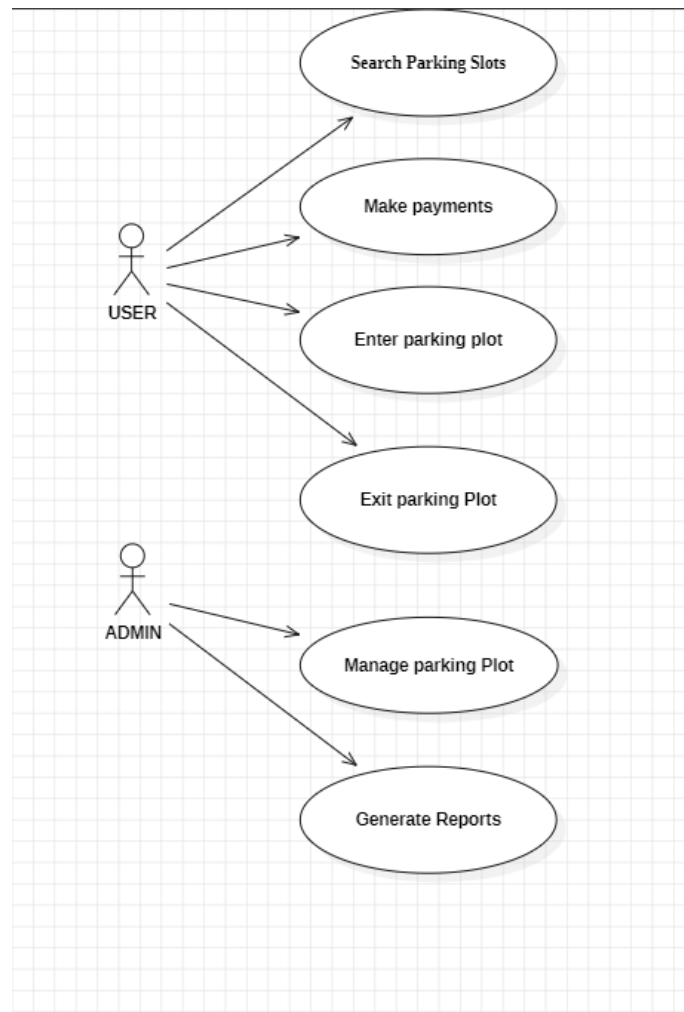 Search Parking Slots
Make payments
USER
Enter parking plot
Exit parking Plot
ADMIN
Manage parking Plot
Generate Reports